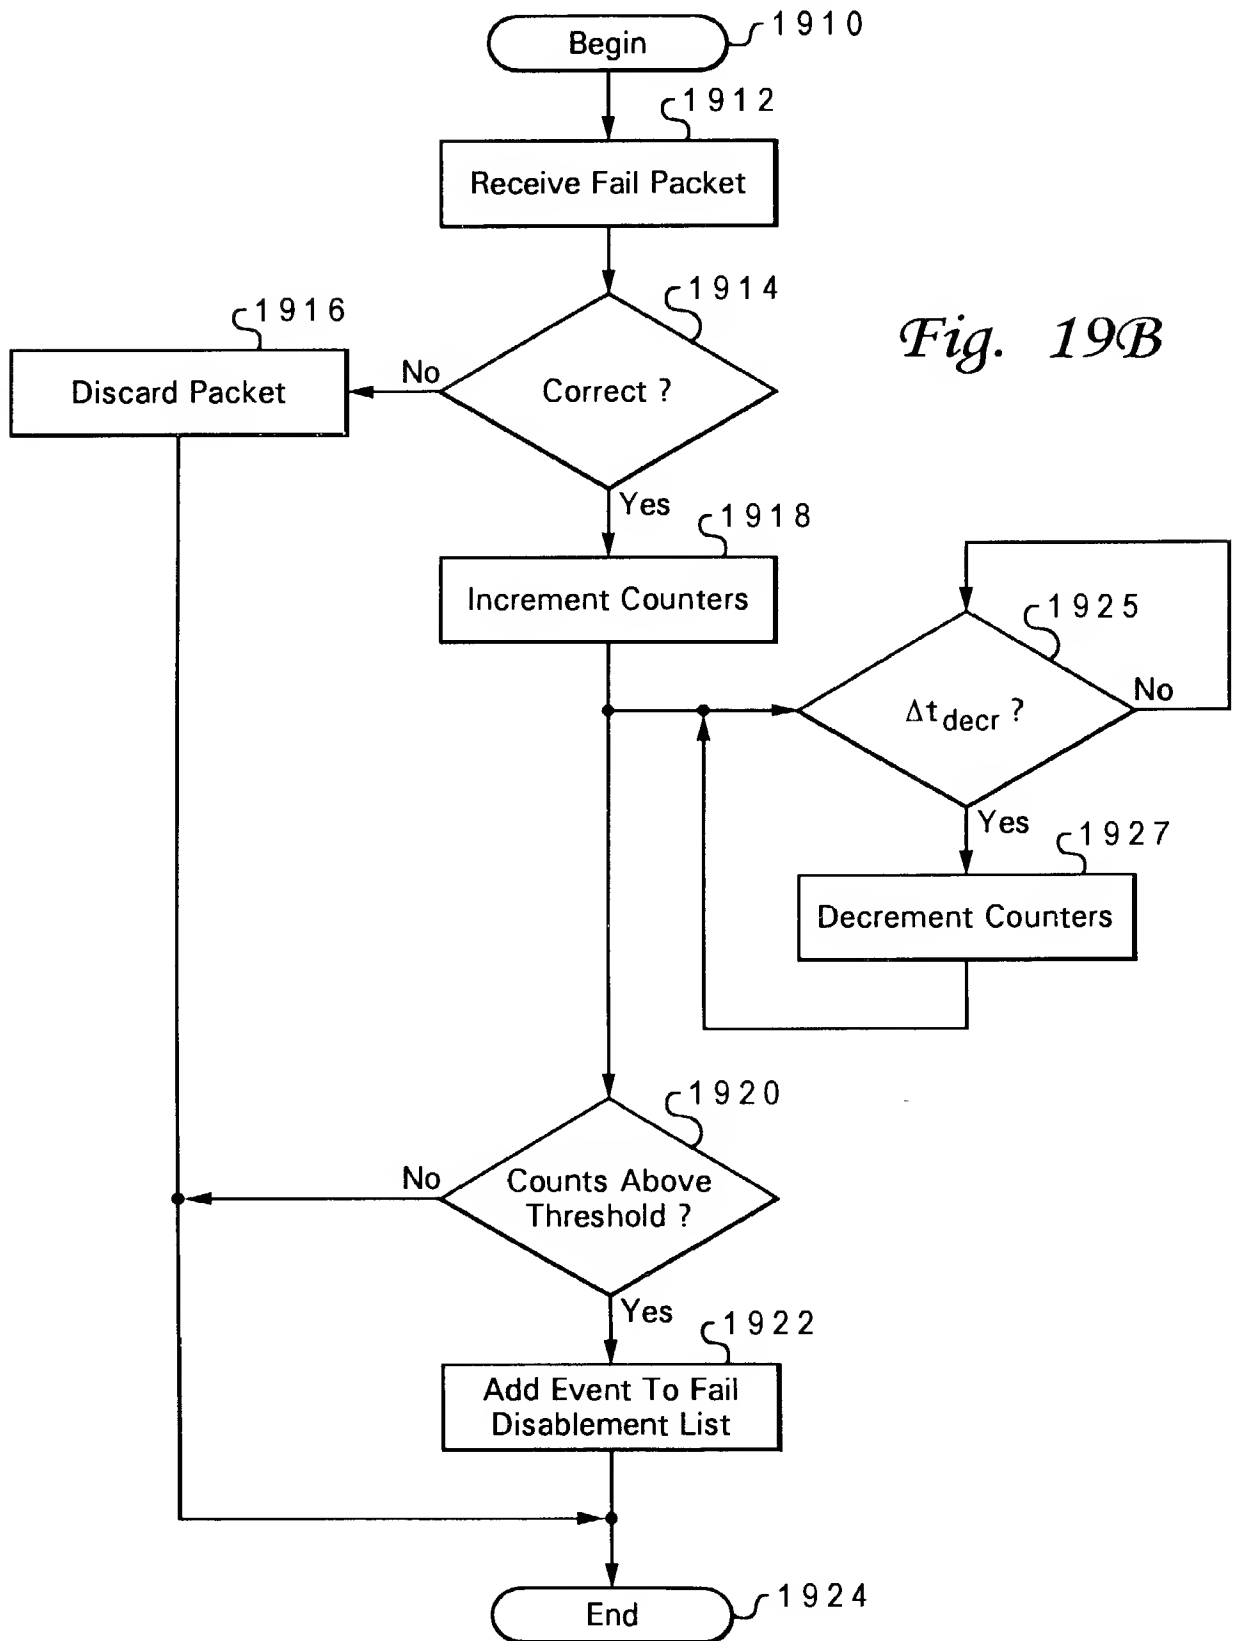 Begin
1910
1912
Receive Fail Packet
1914
1916
Fig. 19B
Discard Packet
No
Correct ?
Yes
1918
Increment Counters
1925
Δtdecr ?
No
Yes
1927
Decrement Counters
1920
No
Counts Above
Threshold ?
Yes
1922
Add Event To Fail
Disablement List
End
1924